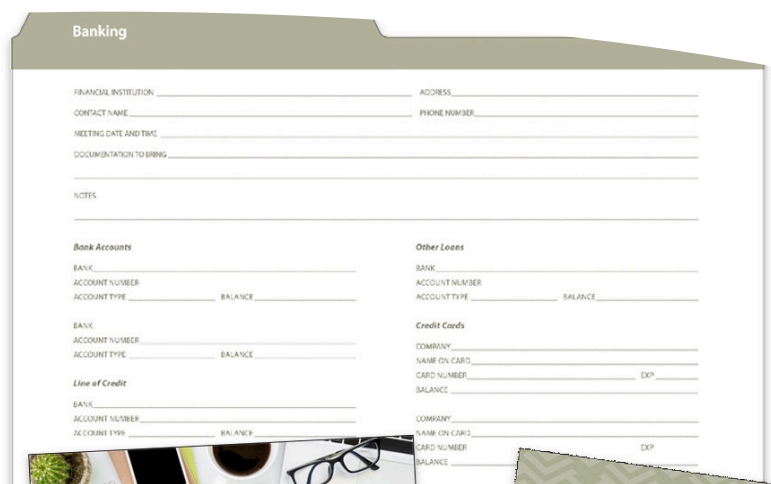 Banking
FINANCIAL INSTITUTION ADDRESS
CONTACT NAME PHONE NUMBER
MEETING DATE AND TIME
DOCUMENTATION TO BRING
NOTES
Bank Accounts
BANK
ACCOUNT NUMBER
ACCOUNT TYPE BALANCE
BANK
ACCOUNT NUMBER
ACCOUNT TYPE BALANCE
Line of Credit
BANK
ACCOUNT NUMBER
ACCOUNT TYPE BALANCE
Other Loans
BANK
ACCOUNT NUMBER
ACCOUNT TYPE BALANCE
Credit Cards
COMPANY
NAME ON CARD
CARD NUMBER EXP
BALANCE
COMPANY
NAME ON CARD
CARD NUMBER EXP
BALANCE